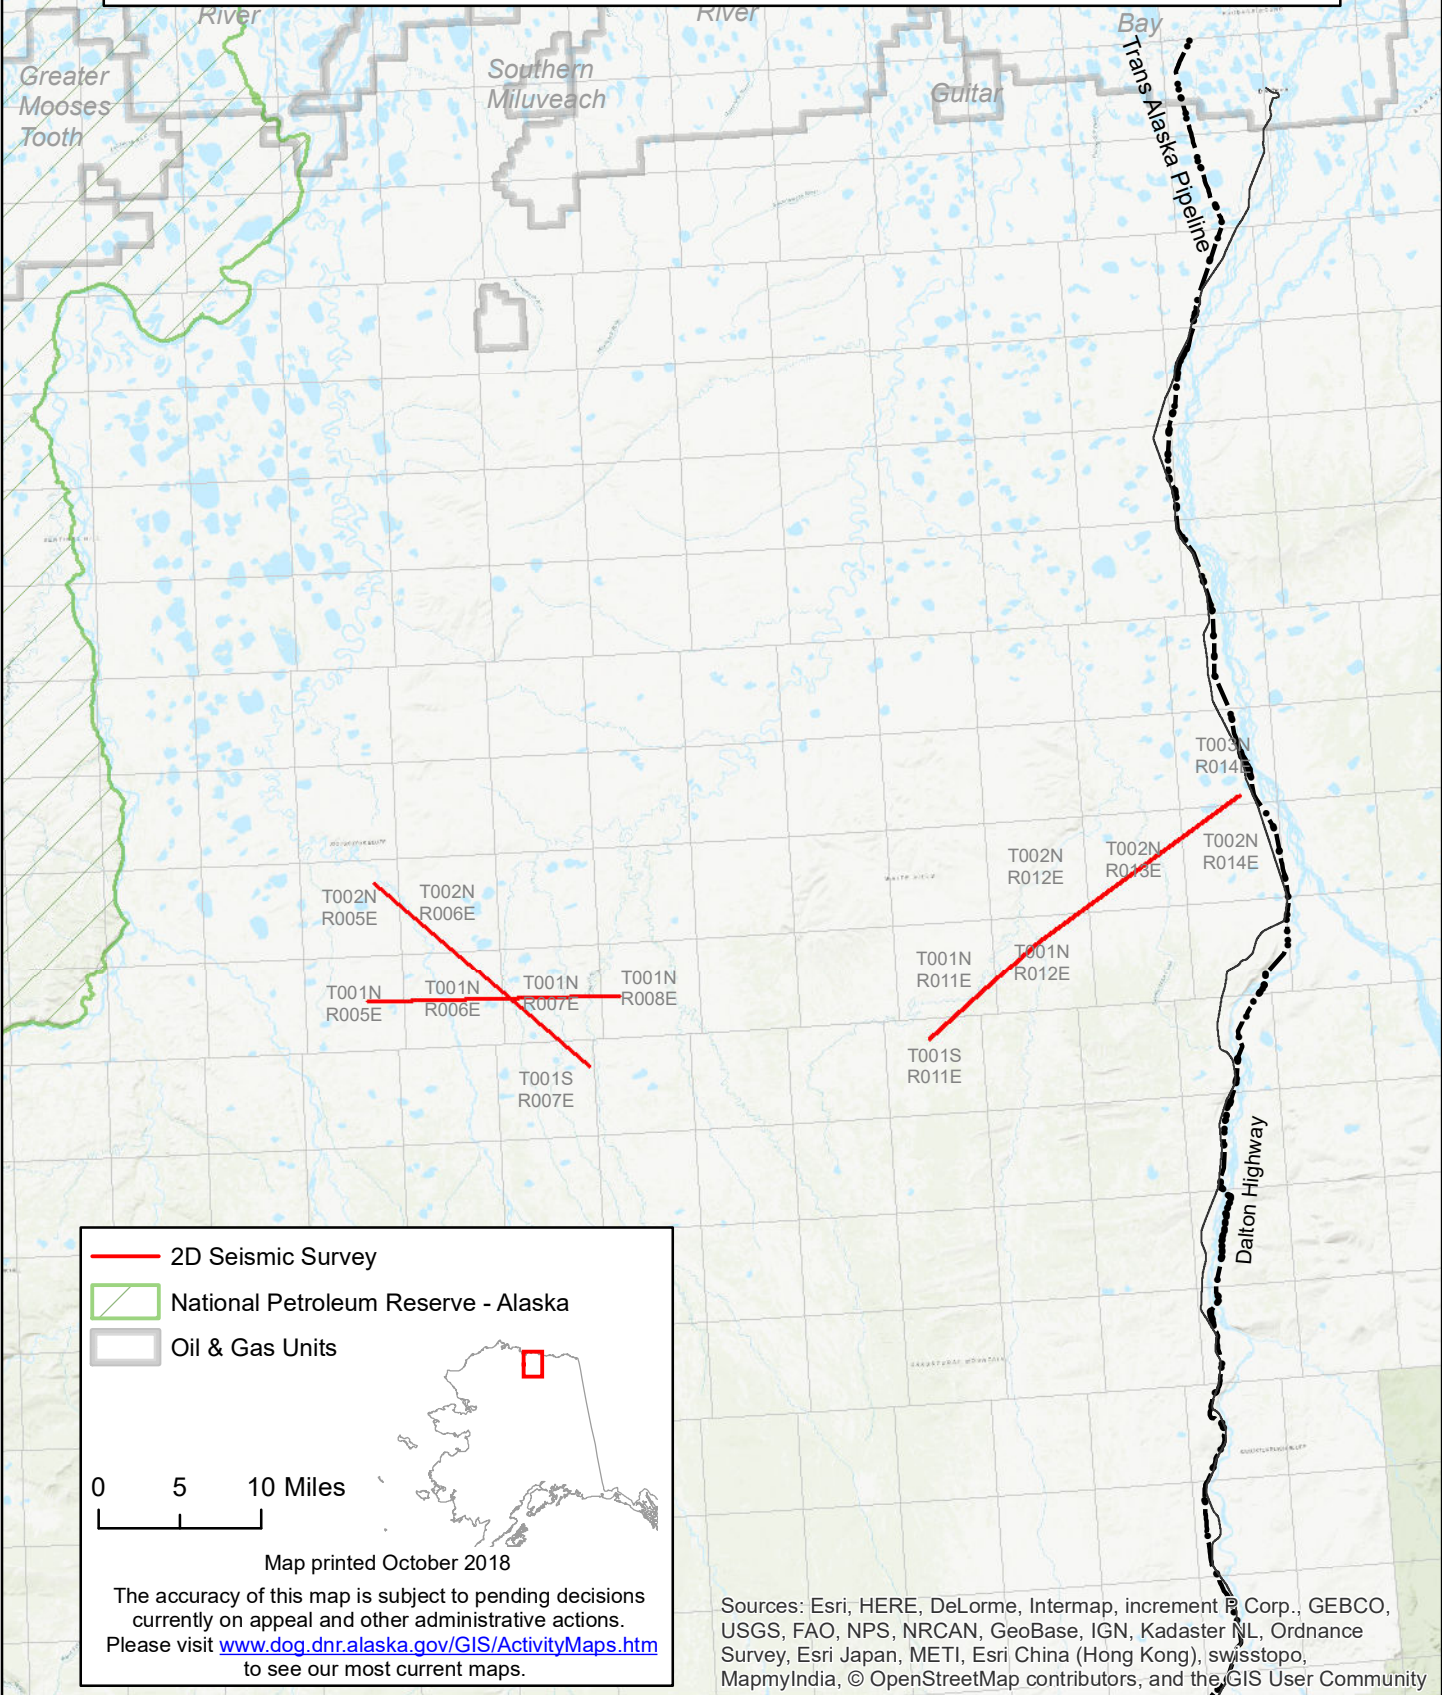 River
River
Bay
Greater
Mooses
Tooth
Southern
Miluveach
Guitar
Trans Alaska Pipeline
T003N
R014E
T002N
R014E
T002N
R013E
T002N
R012E
T002N
R005E
T002N
R006E
T001N
R011E
T001N
R012E
T001N
R005E
T001N
R006E
T001N
R007E
T001N
R008E
T001S
R011E
T001S
R007E
Dalton Highway
2D Seismic Survey
National Petroleum Reserve - Alaska
Oil & Gas Units
0 5 10 Miles
Map printed October 2018
The accuracy of this map is subject to pending decisions
currently on appeal and other administrative actions.
Please visit www.dog.dnr.alaska.gov/GIS/ActivityMaps.htm
to see our most current maps.
Sources: Esri, HERE, DeLorme, Intermap, increment P Corp., GEBCO,
USGS, FAO, NPS, NRCAN, GeoBase, IGN, Kadaster NL, Ordnance
Survey, Esri Japan, METI, Esri China (Hong Kong), swisstopo,
MapmyIndia, © OpenStreetMap contributors, and the GIS User Community